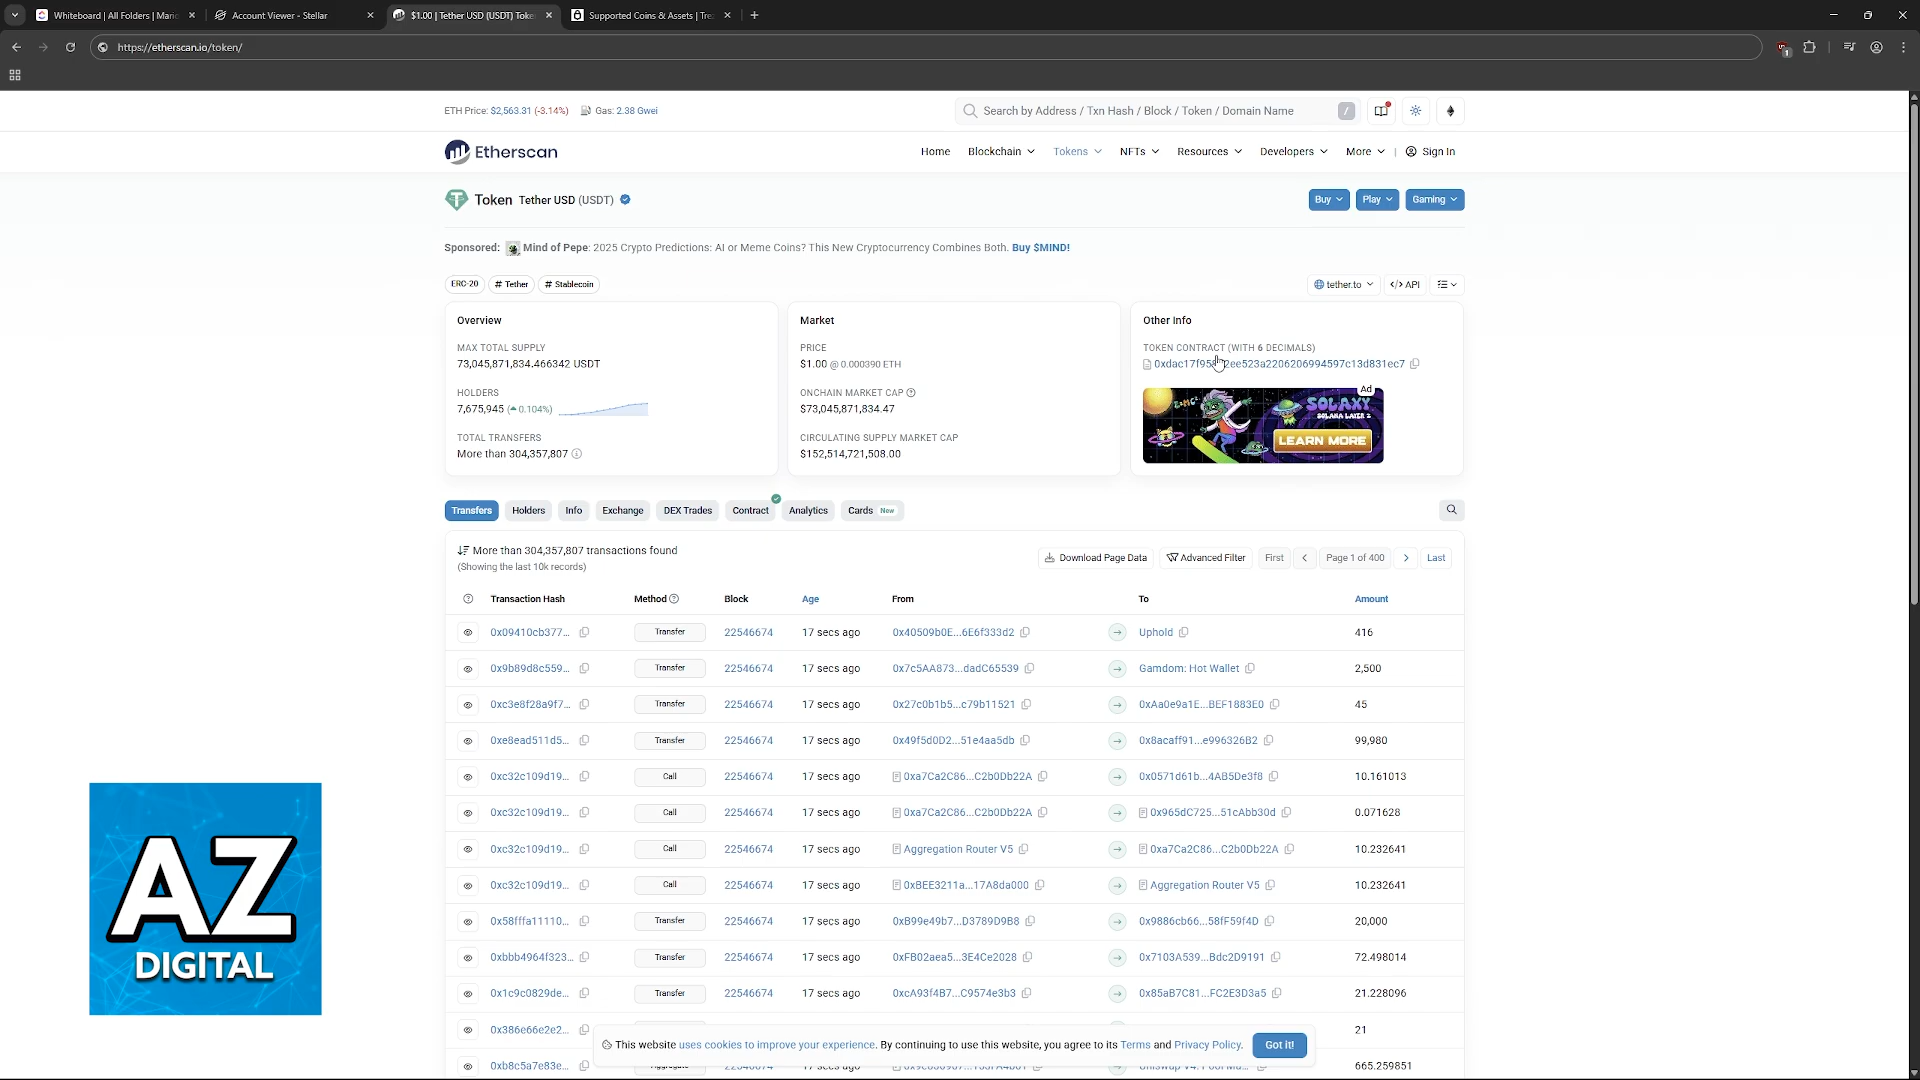 Whiteboard | All Folders | Maric
Account Viewer - Stellar
$1.00 | Tether USD (USDT) Toke
Supported Coins & Assets | Tre
https://etherscan.io/token/
ETH Price: $2,563.31 (-3.14%) Gas: 2.38 Gwei
Search by Address / Txn Hash / Block / Token / Domain Name /
Etherscan
Home Blockchain Tokens NFTs Resources Developers More | Sign In
Token Tether USD (USDT)
Buy Play Gaming
Sponsored: Mind of Pepe: 2025 Crypto Predictions: AI or Meme Coins? This New Cryptocurrency Combines Both. Buy $MIND!
ERC-20 # Tether # Stablecoin
tether.to </> API
Overview
MAX TOTAL SUPPLY
73,045,871,834.466342 USDT
HOLDERS
7,675,945 (0.104%)
TOTAL TRANSFERS
More than 304,357,807
Market
PRICE
$1.00 @ 0.000390 ETH
ONCHAIN MARKET CAP
$73,045,871,834.47
CIRCULATING SUPPLY MARKET CAP
$152,514,721,508.00
Other Info
TOKEN CONTRACT (WITH 6 DECIMALS)
Ad
SOLAXY
SOLANA LAYER 2
LEARN MORE
Transfers Holders Info Exchange DEX Trades Contract Analytics Cards New
More than 304,357,807 transactions found
(Showing the last 10k records)
Download Page Data Advanced Filter First Page 1 of 400 Last
Transaction Hash Method Block Age From To Amount
0x09410cb377... Transfer 22546674 17 secs ago 0x40509b0E...6E6f333d2 Uphold 416
0x9b89d8c559... Transfer 22546674 17 secs ago 0x7c5AA873...dadC65539 Gamdom: Hot Wallet 2,500
0xc3e8f28a9f7... Transfer 22546674 17 secs ago 0x27c0b1b5...c79b11521 0xAa0e9a1E...BEF1883E0 45
0xe8ead511d5... Transfer 22546674 17 secs ago 0x49f5d0D2...51e4aa5db 0x8acaff91...e996326B2 99,980
0xc32c109d19... Call 22546674 17 secs ago 0xa7Ca2C86...C2b0Db22A 0x0571d61b...4AB5De3f8 10.161013
0xc32c109d19... Call 22546674 17 secs ago 0xa7Ca2C86...C2b0Db22A 0x965dC725...51cAbb30d 0.071628
0xc32c109d19... Call 22546674 17 secs ago Aggregation Router V5 0xa7Ca2C86...C2b0Db22A 10.232641
0xc32c109d19... Call 22546674 17 secs ago 0xBEE3211a...17A8da000 Aggregation Router V5 10.232641
0x58fffa11110... Transfer 22546674 17 secs ago 0xB99e49b7...D3789D9B8 0x9886cb66...58fF59f4D 20,000
0xbbb4964f323... Transfer 22546674 17 secs ago 0xFB02aea5...3E4Ce2028 0x7103A539...Bdc2D9191 72.498014
0x1c9c0829de... Transfer 22546674 17 secs ago 0xcA93f4B7...C9574e3b3 0x85aB7C81...FC2E3D3a5 21.228096
0x386e66e2e2... 21
0xb8c5a7e83e... 665.259851
This website uses cookies to improve your experience. By continuing to use this website, you agree to its Terms and Privacy Policy. Got it!
AZ
DIGITAL